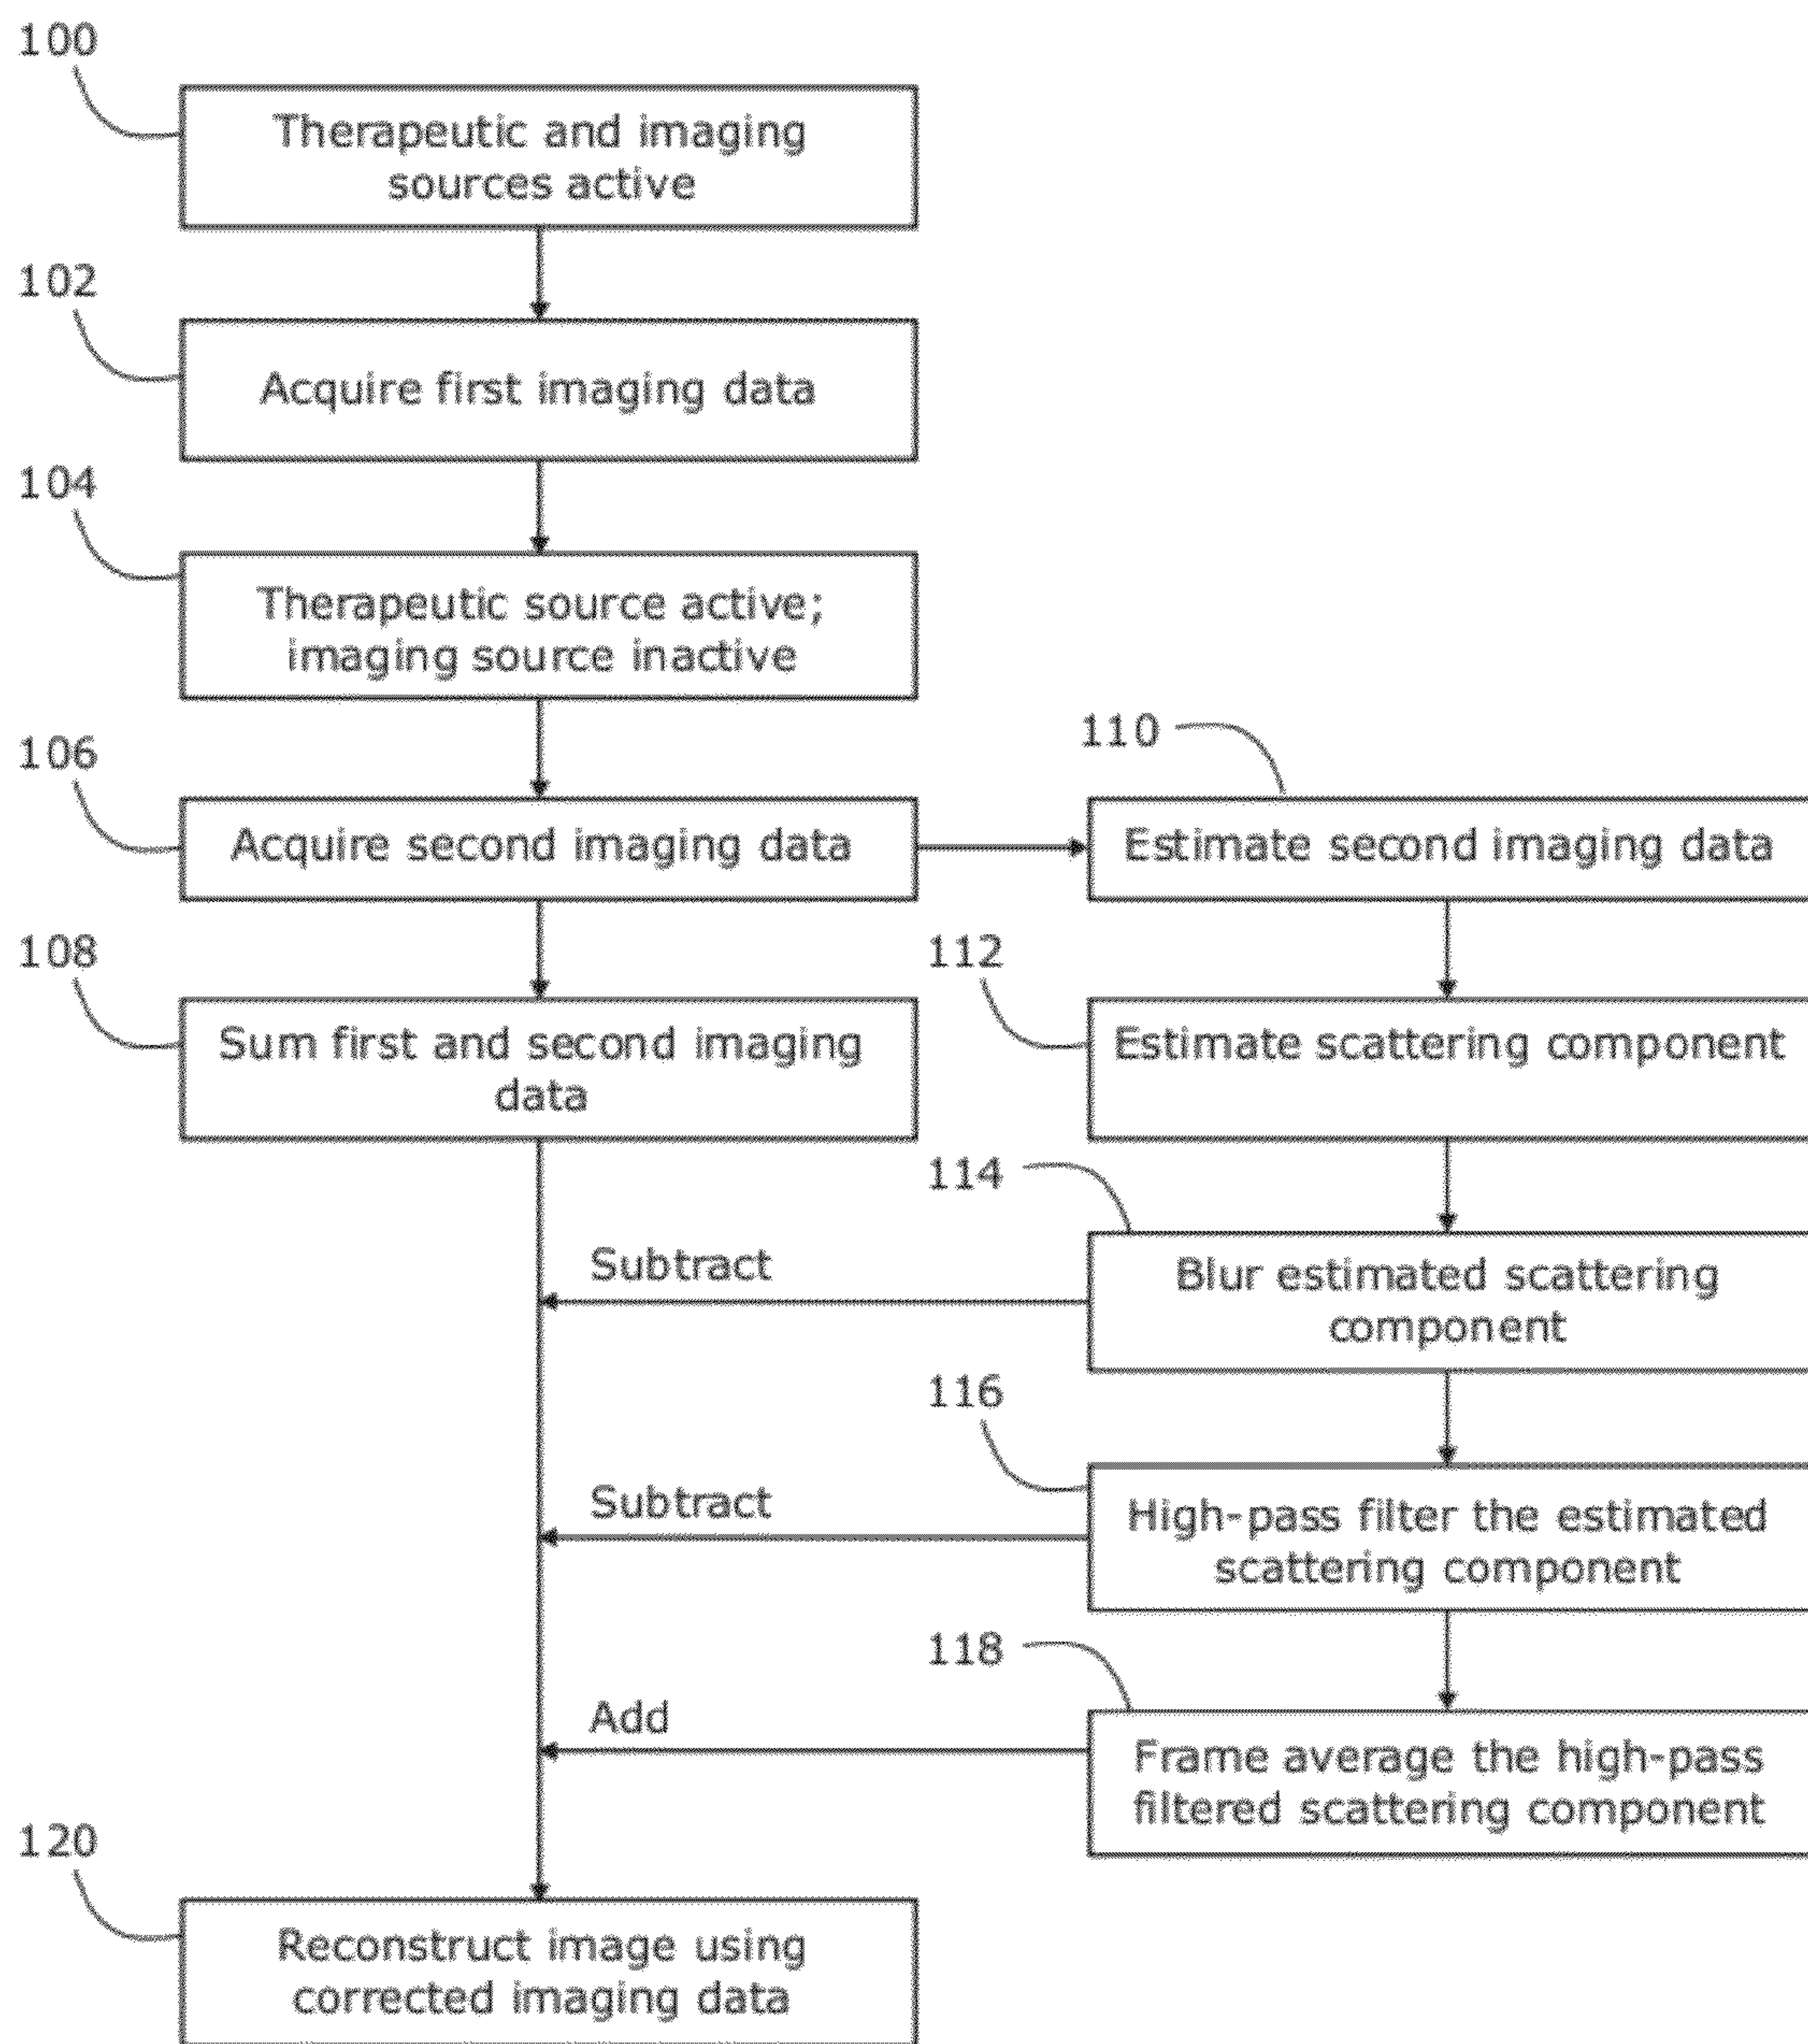 100
Therapeutic and imaging
sources active
102
Acquire first imaging data
104
Therapeutic source active;
imaging source inactive
106
Acquire second imaging data
110
Estimate second imaging data
108
Sum first and second imaging
data
112
Estimate scattering component
114
Blur estimated scattering
component
Subtract
116
High-pass filter the estimated
scattering component
Subtract
118
Frame average the high-pass
filtered scattering component
Add
120
Reconstruct image using
corrected imaging data